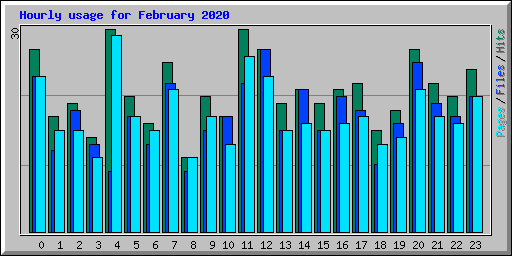 Hourly usage for February 2020
30
Pages / Files / Hits
0 1 2 3 4 5 6 7 8 9 10 11 12 13 14 15 16 17 18 19 20 21 22 23